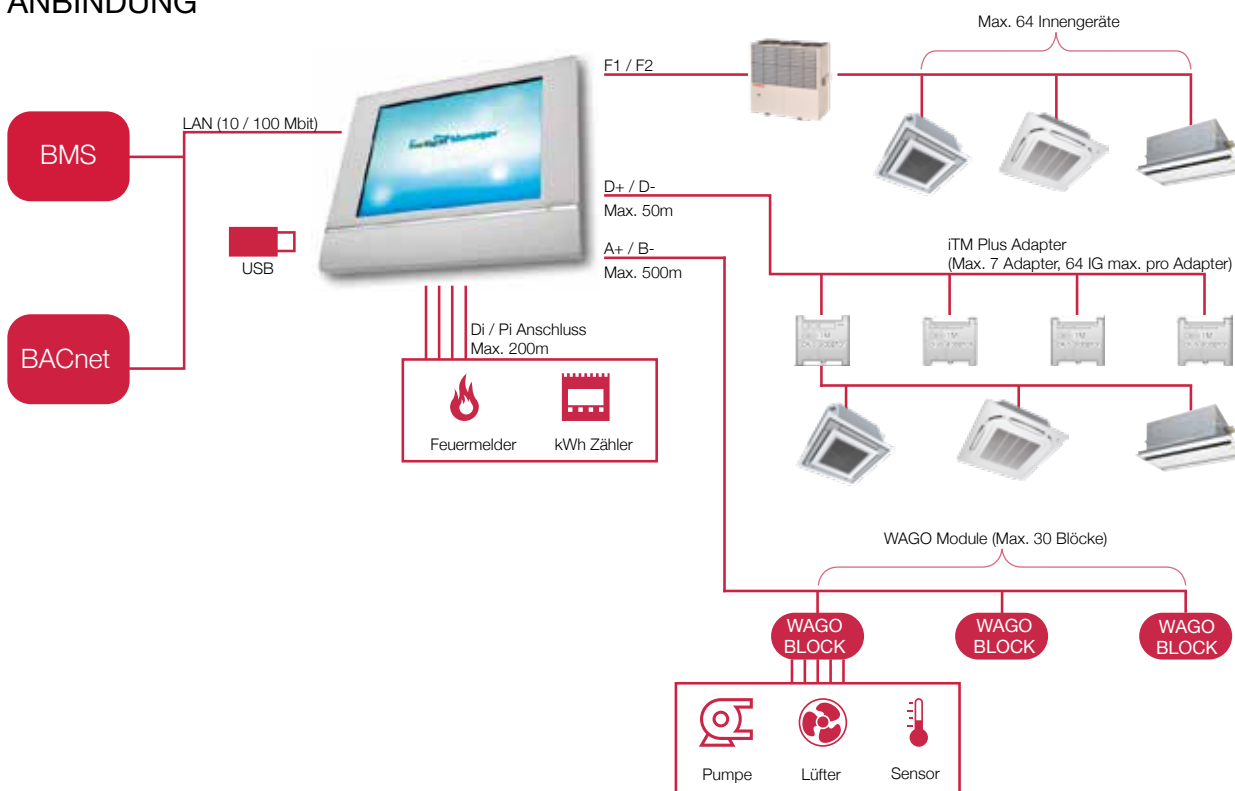 ANBINDUNG
Max. 64 Innengeräte
F1 / F2
LAN (10 / 100 Mbit)
BMS
Manager
D+ / D-
Max. 50m
A+ / B-
Max. 500m
USB
iTM Plus Adapter
(Max. 7 Adapter, 64 IG max. pro Adapter)
Di / Pi Anschluss
Max. 200m
BACnet
Feuermelder
kWh Zähler
WAGO Module (Max. 30 Blöcke)
WAGO
BLOCK
WAGO
BLOCK
WAGO
BLOCK
Pumpe
Lüfter
Sensor